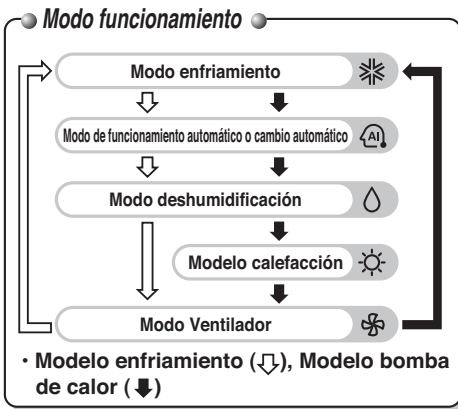 Modo funcionamiento
Modo enfriamiento
Modo de funcionamiento automático o cambio automático
AI
Modo deshumidificación
Modelo calefacción
Modo Ventilador
· Modelo enfriamiento (⇩), Modelo bomba
de calor (⬇)